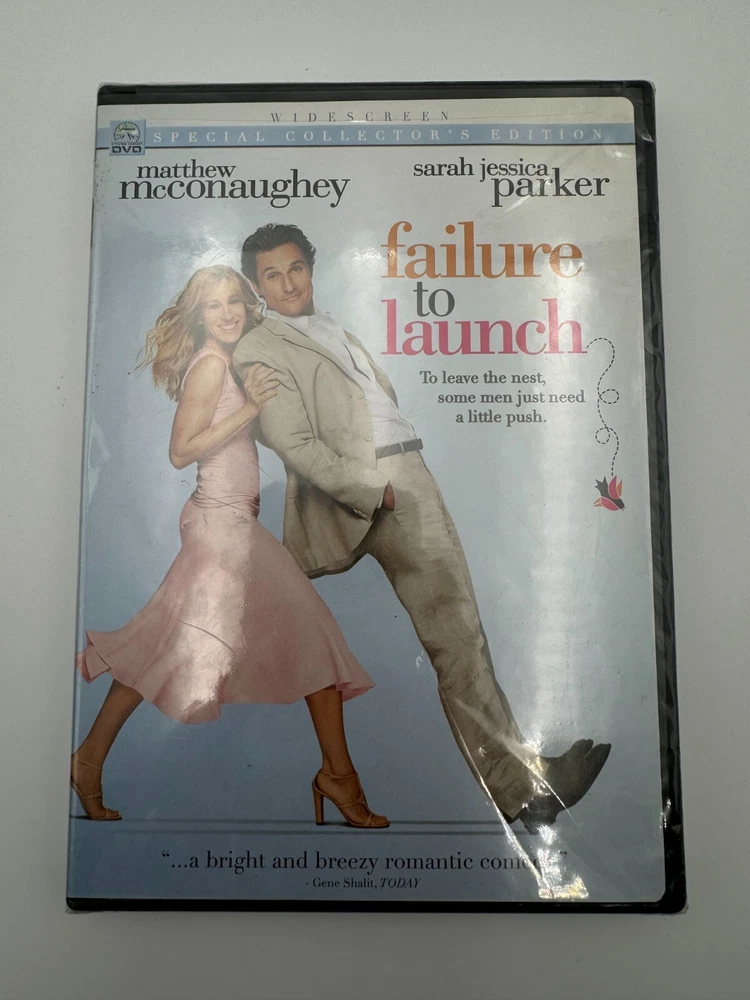 WIDESCREEN
SPECIAL COLLECTOR'S EDITION
DVD
matthew
mcconaughey
sarah jessica
parker
failure
to
launch
To leave the nest,
some men just need
a little push.
"...a bright and breezy romantic
- Gene Shalit, TODAY